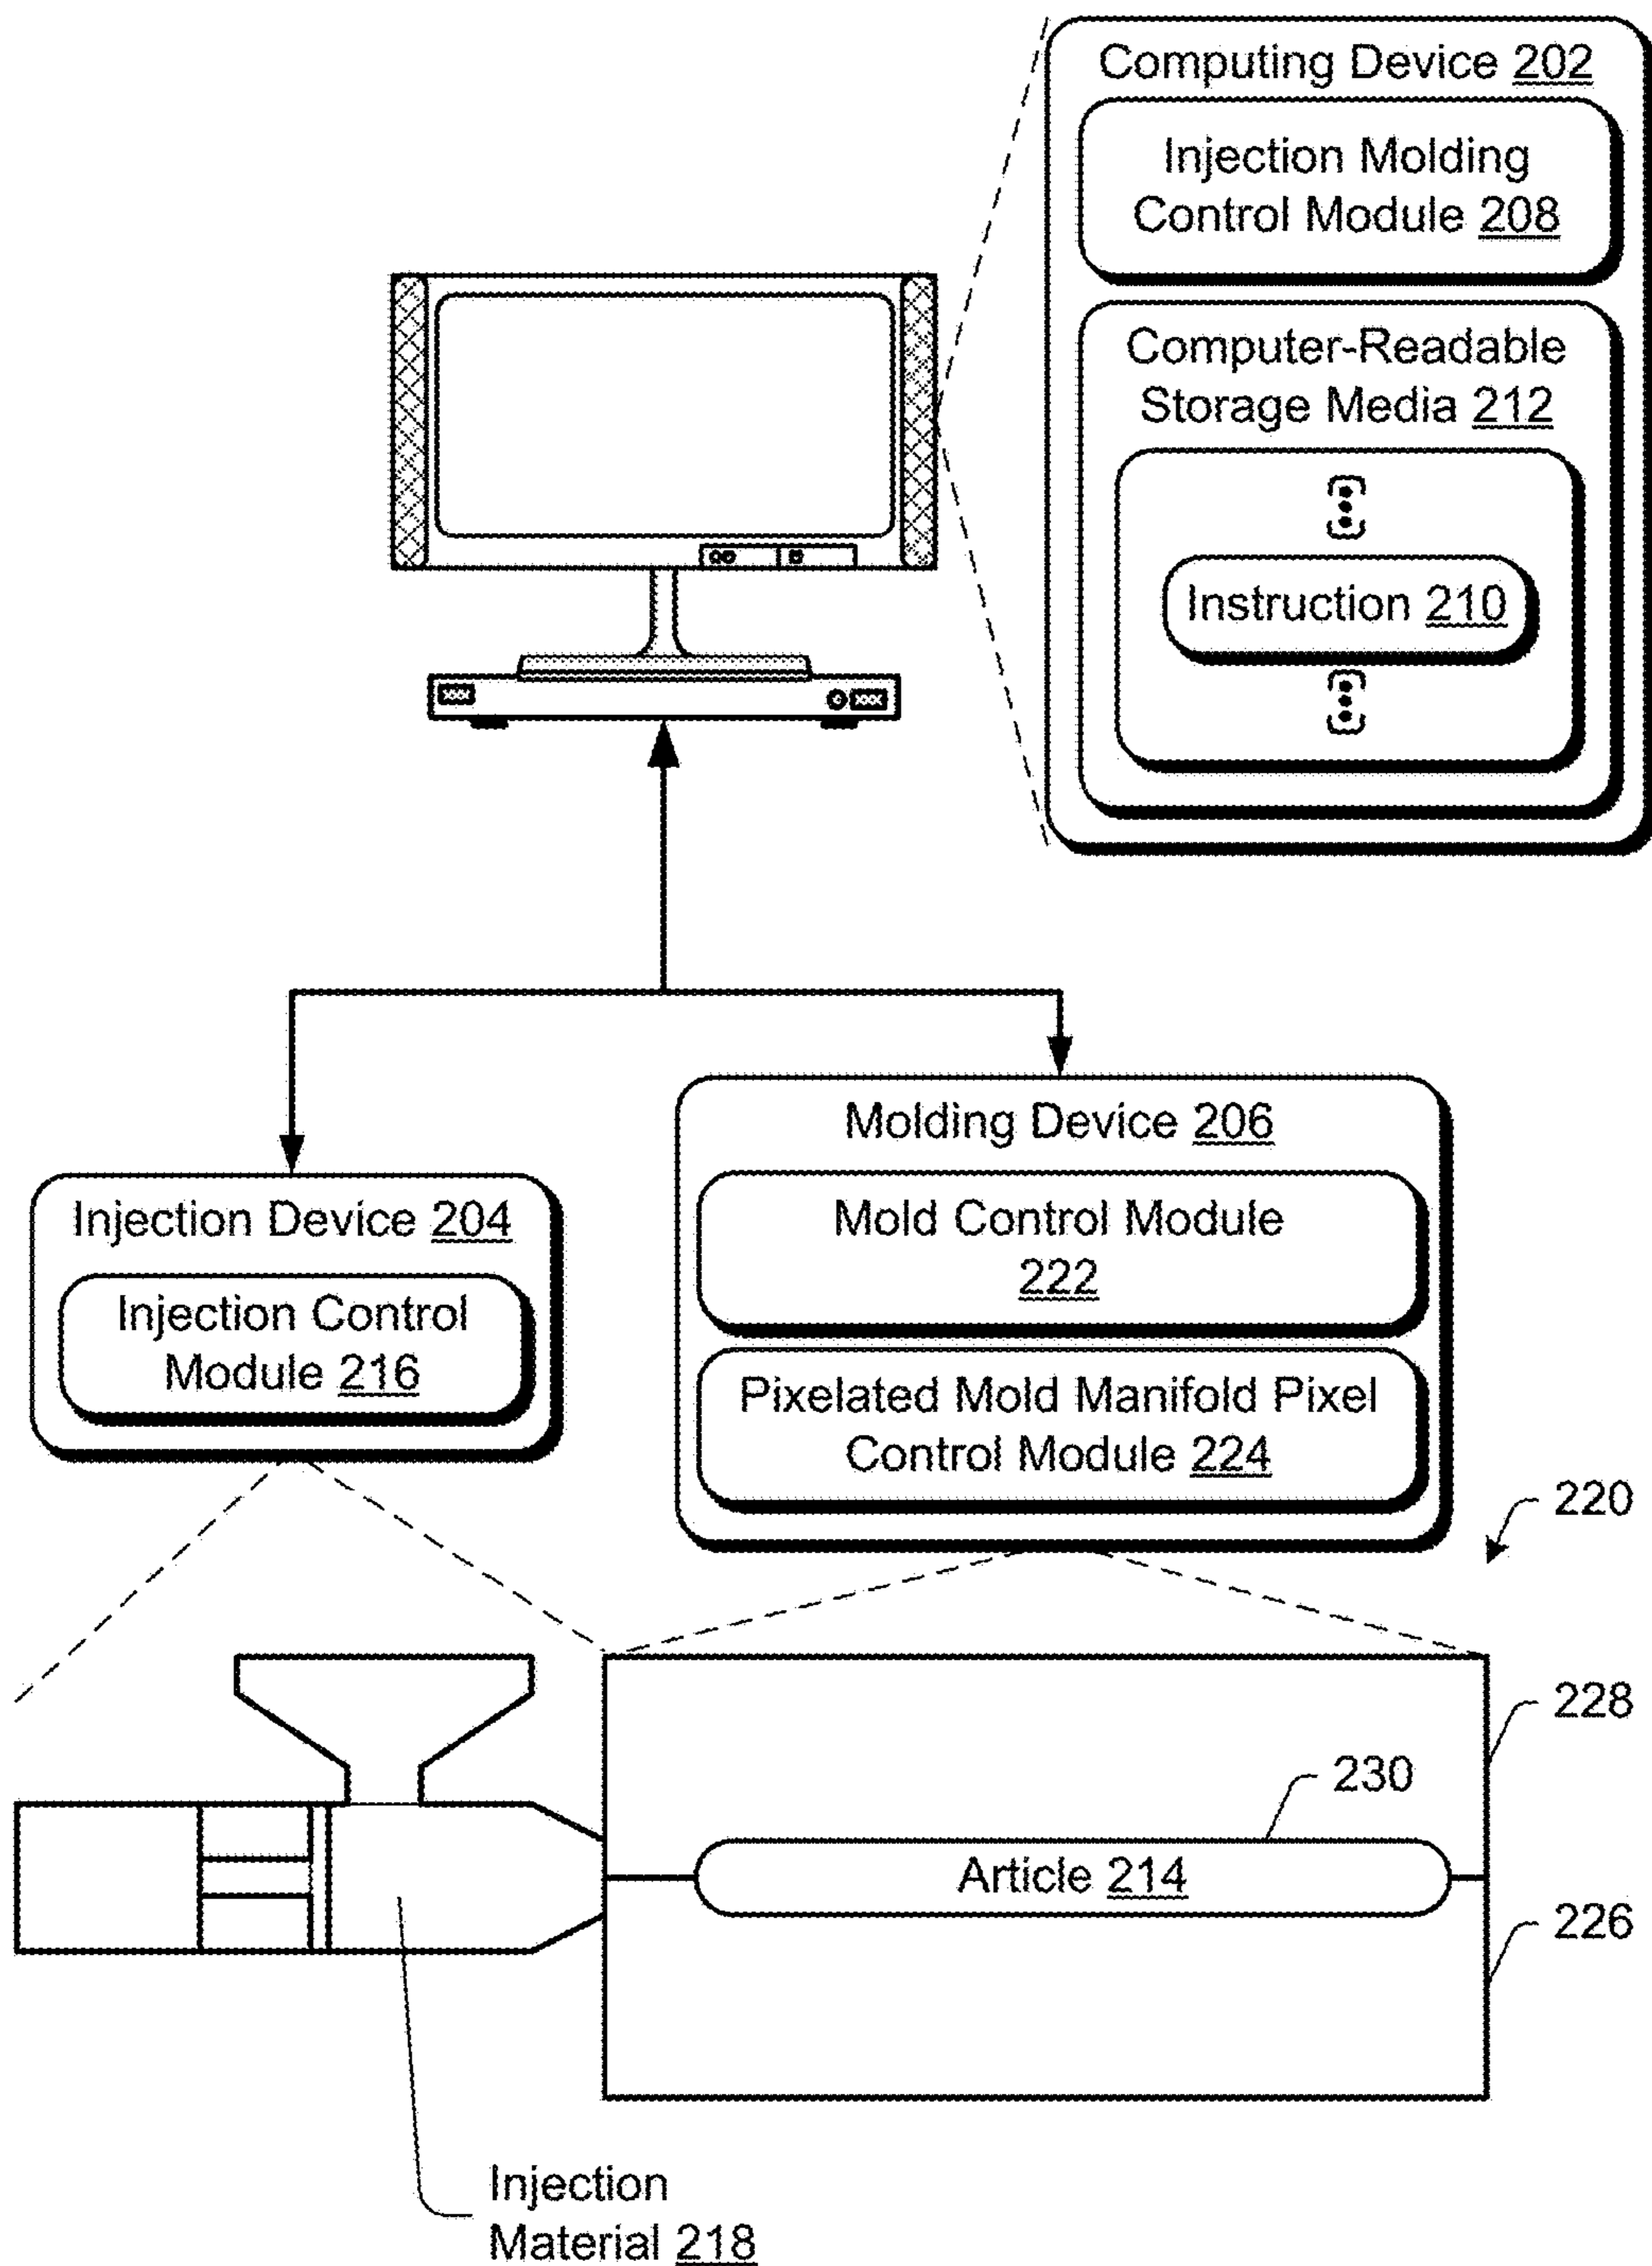 Computing Device 202
Injection Molding
Control Module 208
Computer-Readable
Storage Media 212
Instruction 210
Molding Device 206
Mold Control Module
222
Pixelated Mold Manifold Pixel
Control Module 224
Injection Device 204
Injection Control
Module 216
220
228
230
Article 214
226
Injection
Material 218